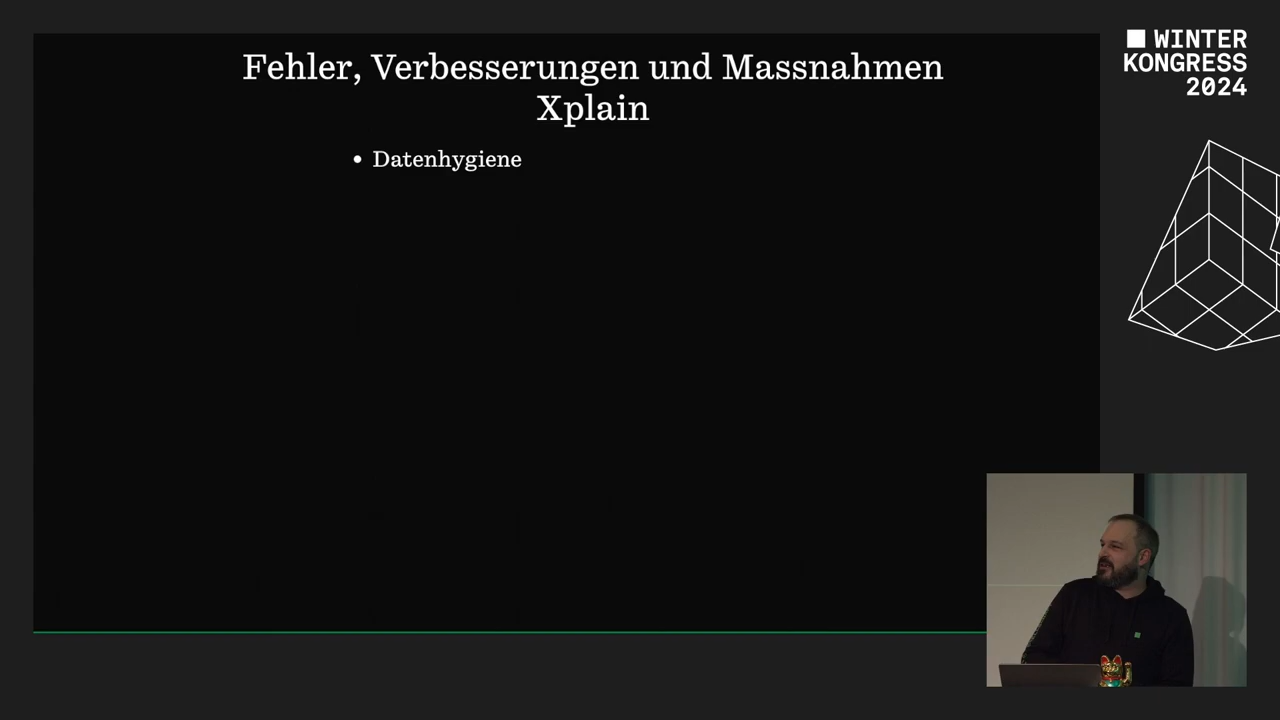 Fehler, Verbesserungen und Massnahmen
Xplain
• Datenhygiene
WINTER
KONGRESS
2024